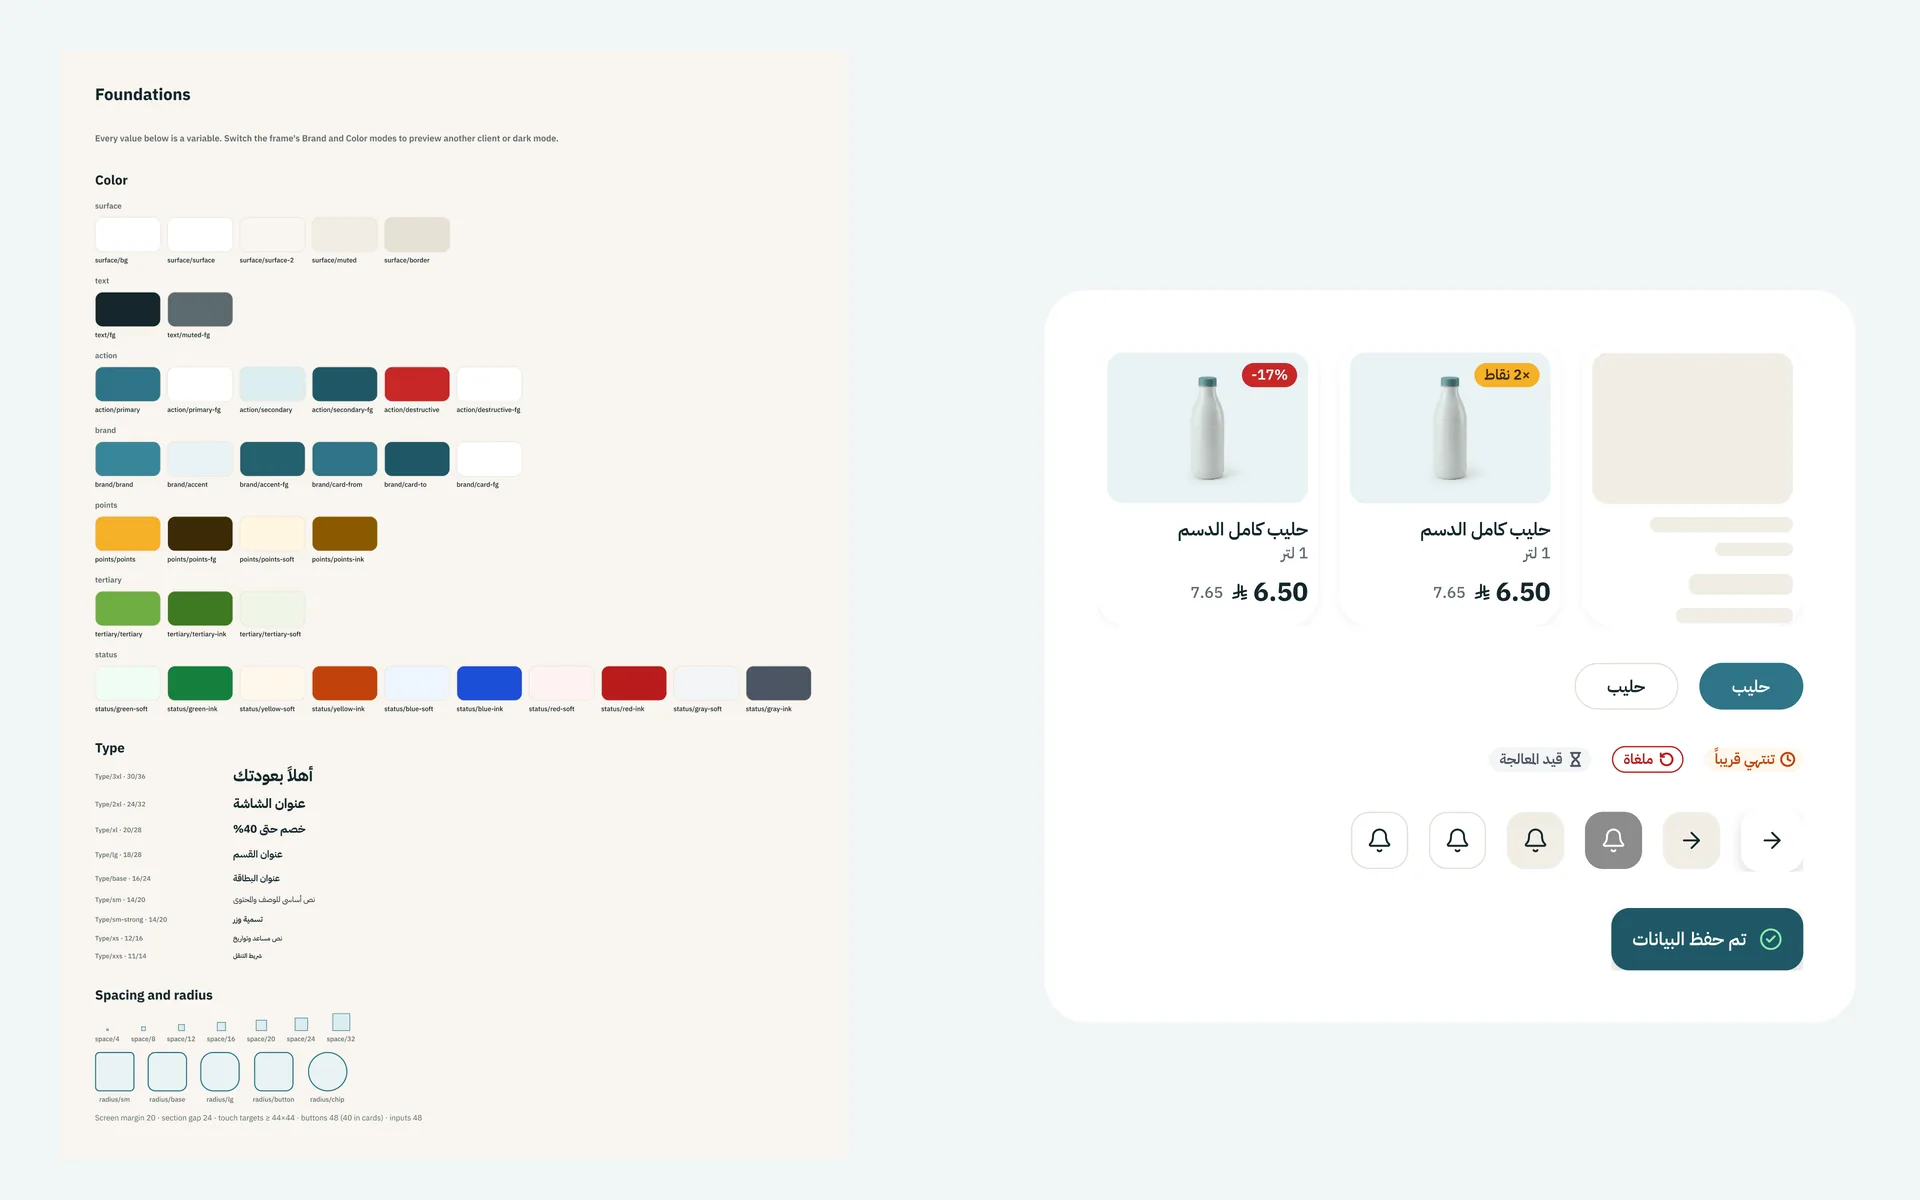 Foundations
Every value below is a variable. Switch the frame's Brand and Color modes to preview another client or dark mode.
Color
surface
surface/bg surface/surface surface/surface-2 surface/muted surface/border
text
text/fg text/muted-fg
action
action/primary action/primary-fg action/secondary action/secondary-fg action/destructive action/destructive-fg
brand
brand/brand brand/accent brand/accent-fg brand/card-from brand/card-to brand/card-fg
points
points/points points/points-fg points/points-soft points/points-ink
tertiary
tertiary/tertiary tertiary/tertiary-ink tertiary/tertiary-soft
status
status/green-soft status/green-ink status/yellow-soft status/yellow-ink status/blue-soft status/blue-ink status/red-soft status/red-ink status/gray-soft status/gray-ink
Type
Type/3xl · 30/36 أهلاً بعودتك
Type/2xl · 24/32 عنوان الشاشة
Type/xl · 20/28 خصم حتى 40%
Type/lg · 18/28 عنوان القسم
Type/base · 16/24 عنوان البطاقة
Type/sm · 14/20 نص أساسي للوصف والمحتوى
Type/sm-strong · 14/20 تسمية وزر
Type/xs · 12/16 نص مساعد وتواريخ
Type/xxs · 11/14 شريط التنقل
Spacing and radius
space/4 space/8 space/12 space/16 space/20 space/24 space/32
radius/sm radius/base radius/lg radius/button radius/chip
Screen margin 20 · section gap 24 · touch targets ≥ 44×44 · buttons 48 (40 in cards) · inputs 48
×2 نقاط
-17%
حليب كامل الدسم
1 لتر
6.50 7.65
حليب كامل الدسم
1 لتر
6.50 7.65
حليب
حليب
تنتهي قريباً
ملغاة
قيد المعالجة
تم حفظ البيانات